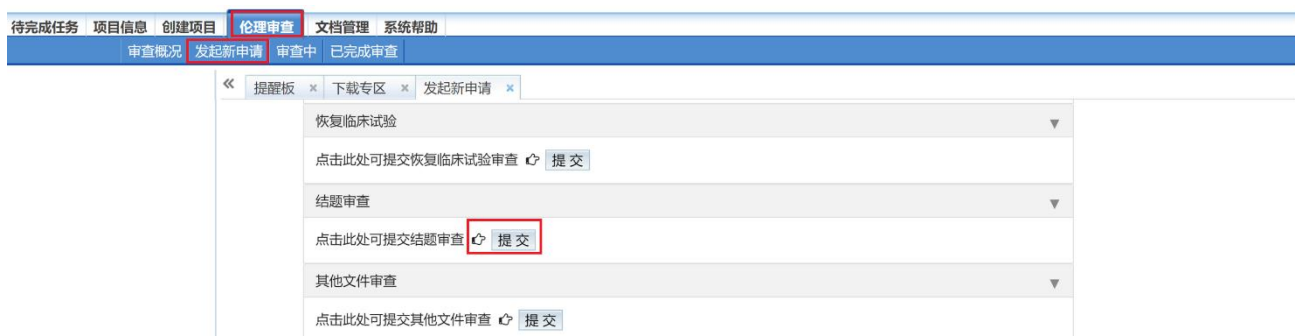 待完成任务 项目信息 创建项目 伦理审查 文档管理 系统帮助
审查概况 发起新申请 审查中 已完成审查
« 提醒板 × 下载专区 × 发起新申请 ×
恢复临床试验 ▼
点击此处可提交恢复临床试验审查 提交
结题审查 ▼
点击此处可提交结题审查 提交
其他文件审查 ▼
点击此处可提交其他文件审查 提交